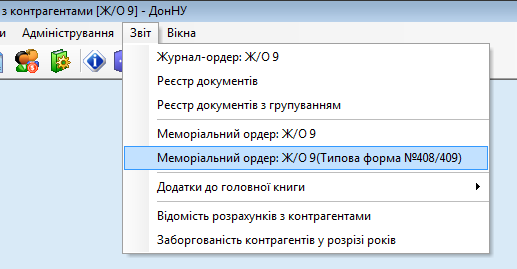 з контрагентами [Ж/О 9] - ДонНУ
и Адміністрування Звіт Вікна
Журнал-ордер: Ж/О 9
Реєстр документів
Реєстр документів з групуванням
Меморіальний ордер: Ж/О 9
Меморіальний ордер: Ж/О 9(Типова форма №408/409)
Додатки до головної книги
Відомість розрахунків з контрагентами
Заборгованість контрагентів у розрізі років